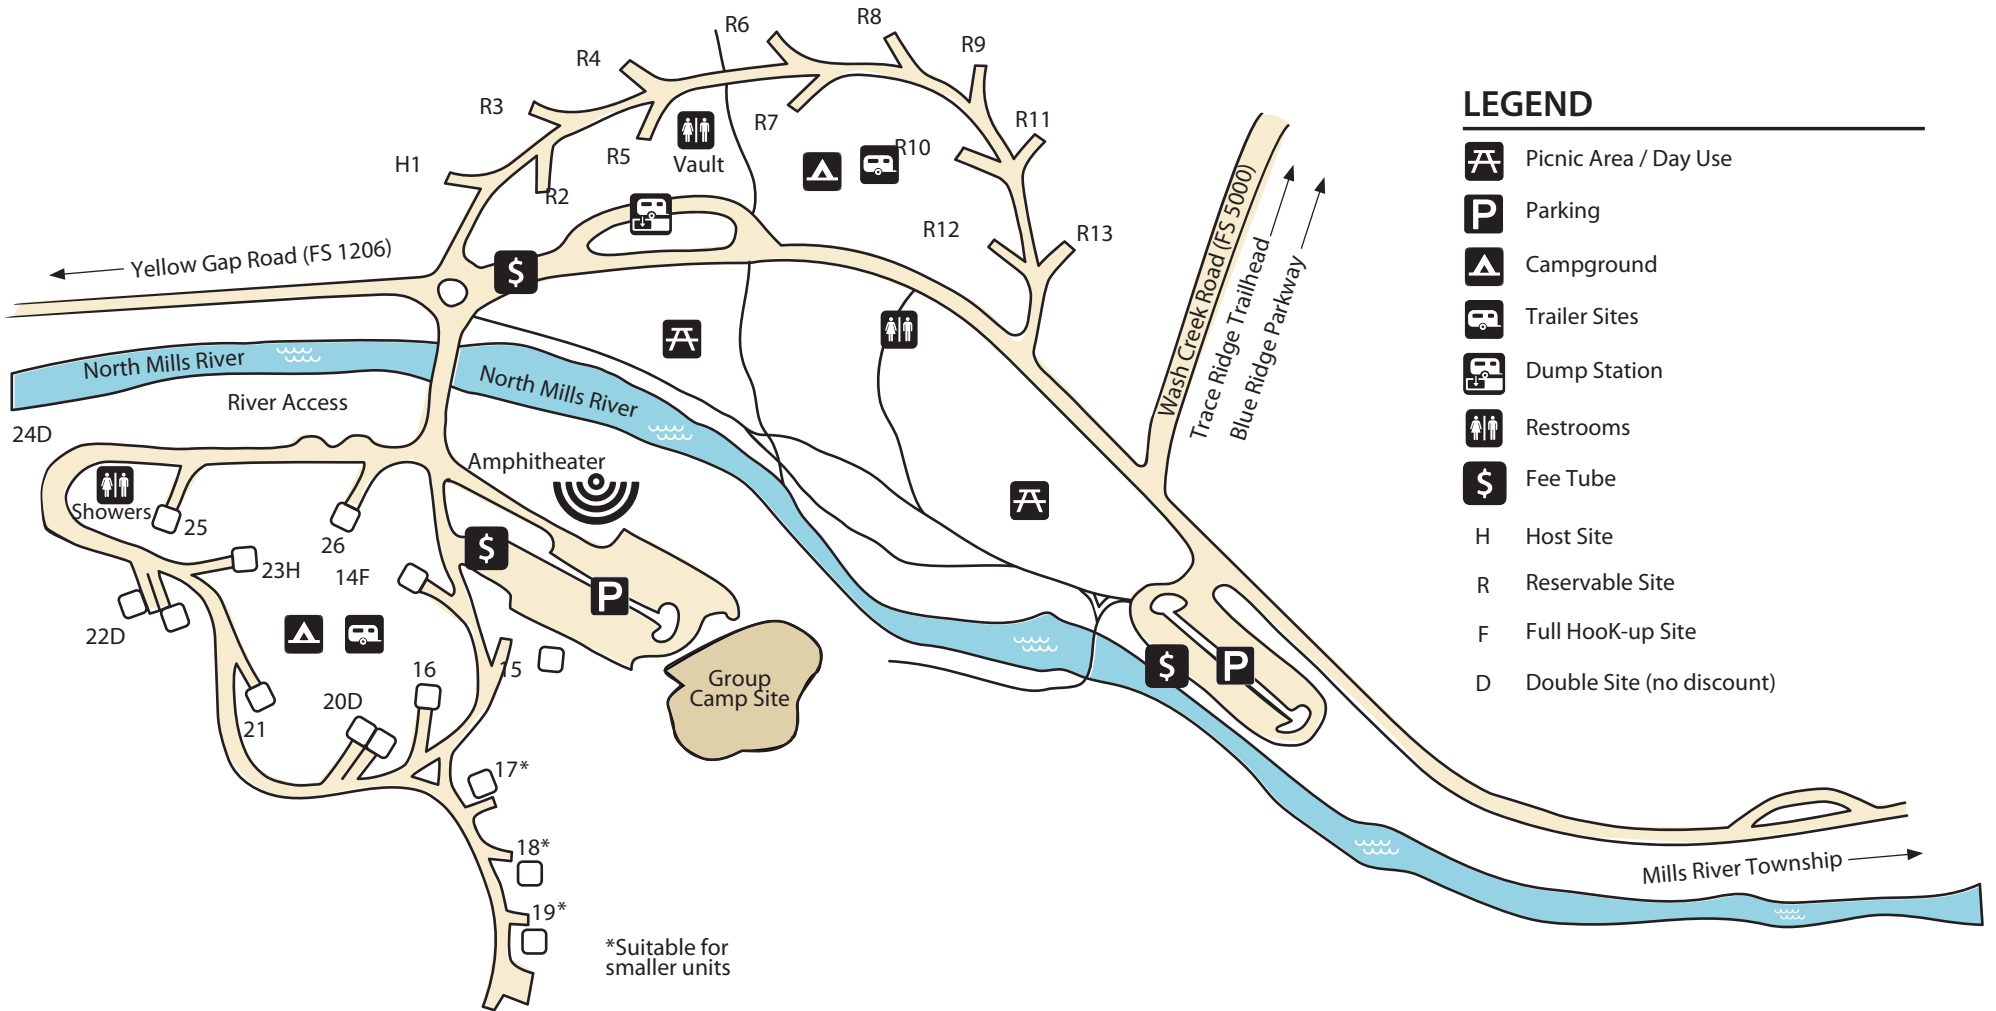 R6
R8
R9
R4
R3
R7
R11
R5
R10
Vault
H1
R2
R12
R13
Yellow Gap Road (FS 1206)
Wash Creek Road (FS 5000)
Trace Ridge Trailhead
Blue Ridge Parkway
North Mills River
North Mills River
River Access
24D
Amphitheater
Showers
25
26
23H
14F
22D
15
16
20D
21
Group
Camp Site
17*
18*
19*
*Suitable for
smaller units
Mills River Township
$
$
$
P
P
LEGEND
Picnic Area / Day Use
P Parking
Campground
Trailer Sites
Dump Station
Restrooms
$ Fee Tube
H Host Site
R Reservable Site
F Full HooK-up Site
D Double Site (no discount)